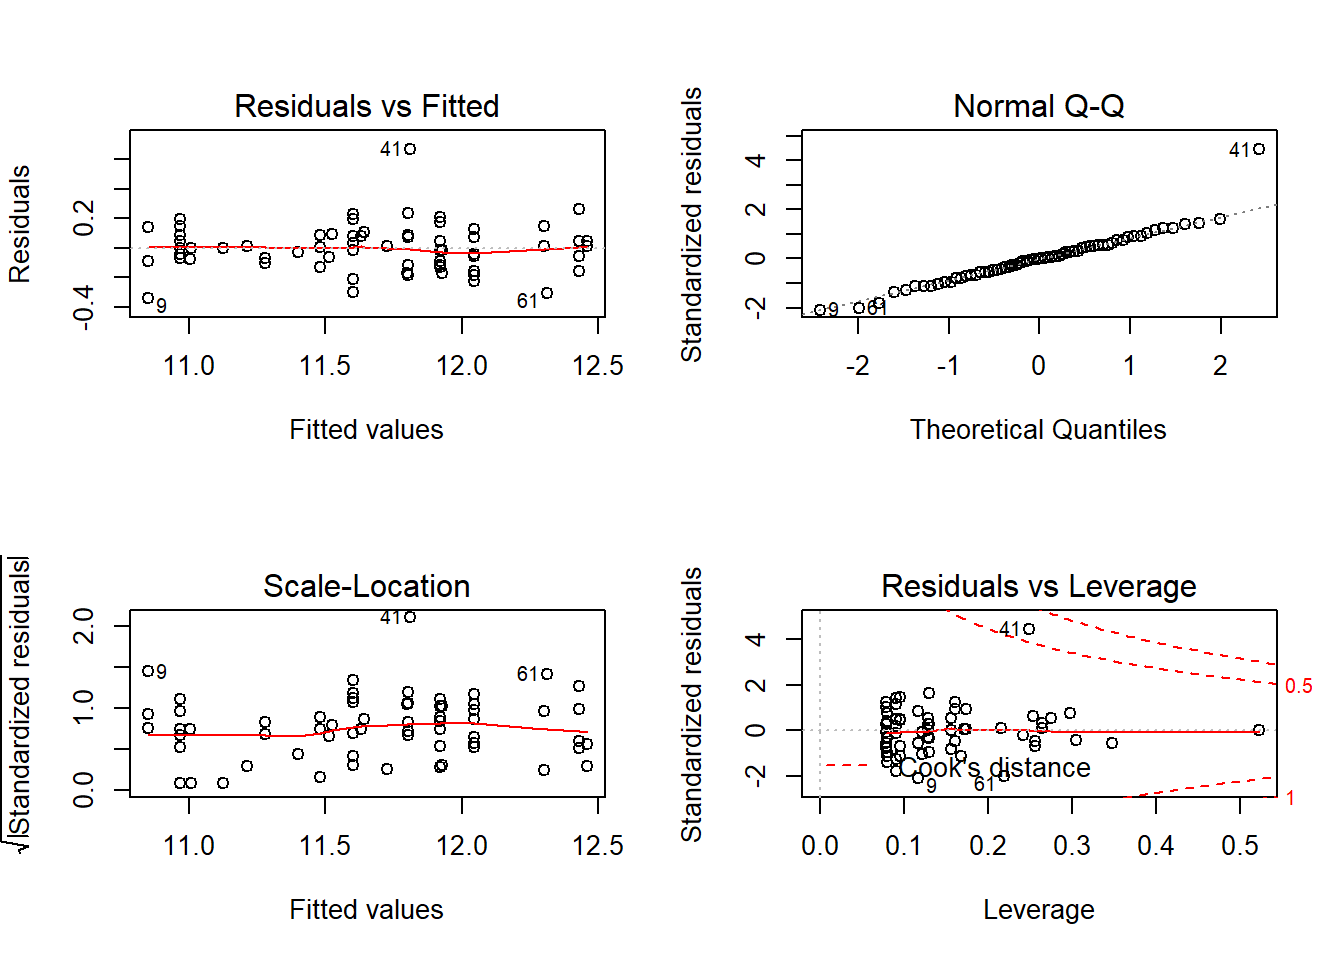 Residuals vs Fitted
Residuals
0.2
-0.4
41
9
61
11.0 11.5 12.0 12.5
Fitted values
Normal Q-Q
Standardized residuals
4
2
0
-2
41
9
61
-2 -1 0 1 2
Theoretical Quantiles
Scale-Location
√|Standardized residuals|
2.0
1.0
0.0
41
9
61
11.0 11.5 12.0 12.5
Fitted values
Residuals vs Leverage
Standardized residuals
4
2
0
-2
41
0.5
Cook's distance
9
61
1
0.0 0.1 0.2 0.3 0.4 0.5
Leverage